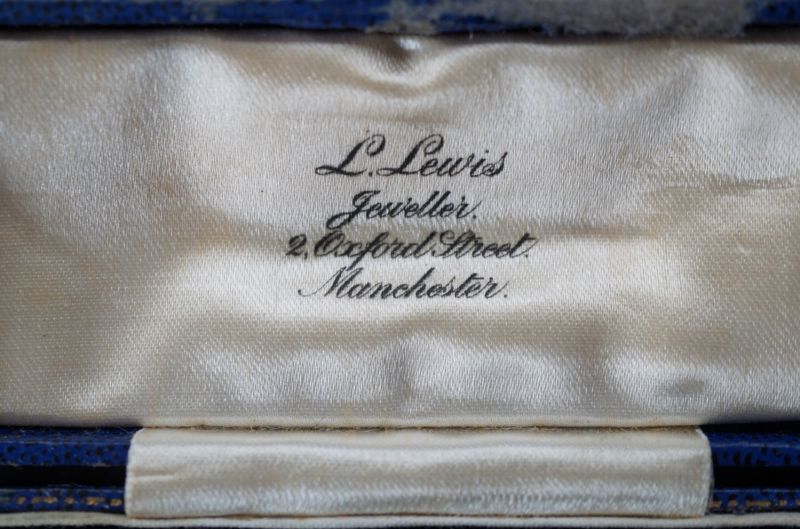 L. Lewis
Jeweller.
2, Oxford Street.
Manchester.